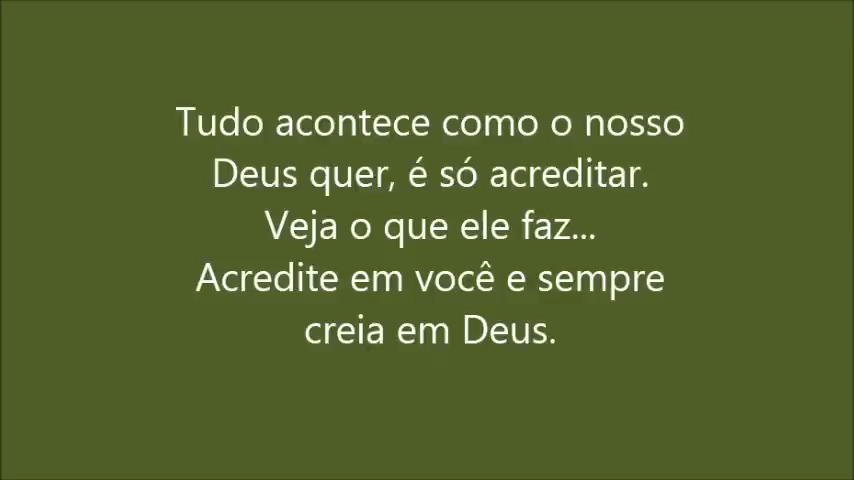 Tudo acontece como o nosso
Deus quer, é só acreditar.
Veja o que ele faz...
Acredite em você e sempre
creia em Deus.